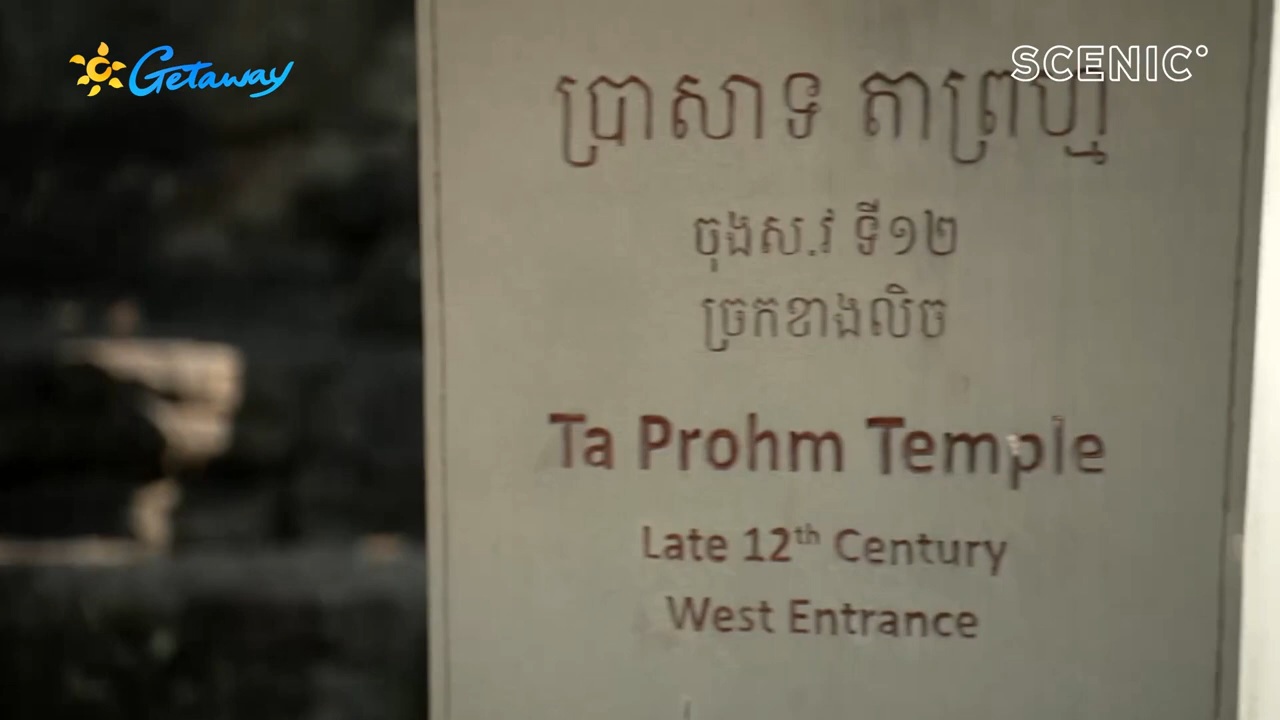 Getaway
SCENIC°
ប្រាសាទ តាព្រហ្ម
ចុងស.វ ទី១២
ច្រកខាងលិច
Ta Prohm Temple
Late 12th Century
West Entrance